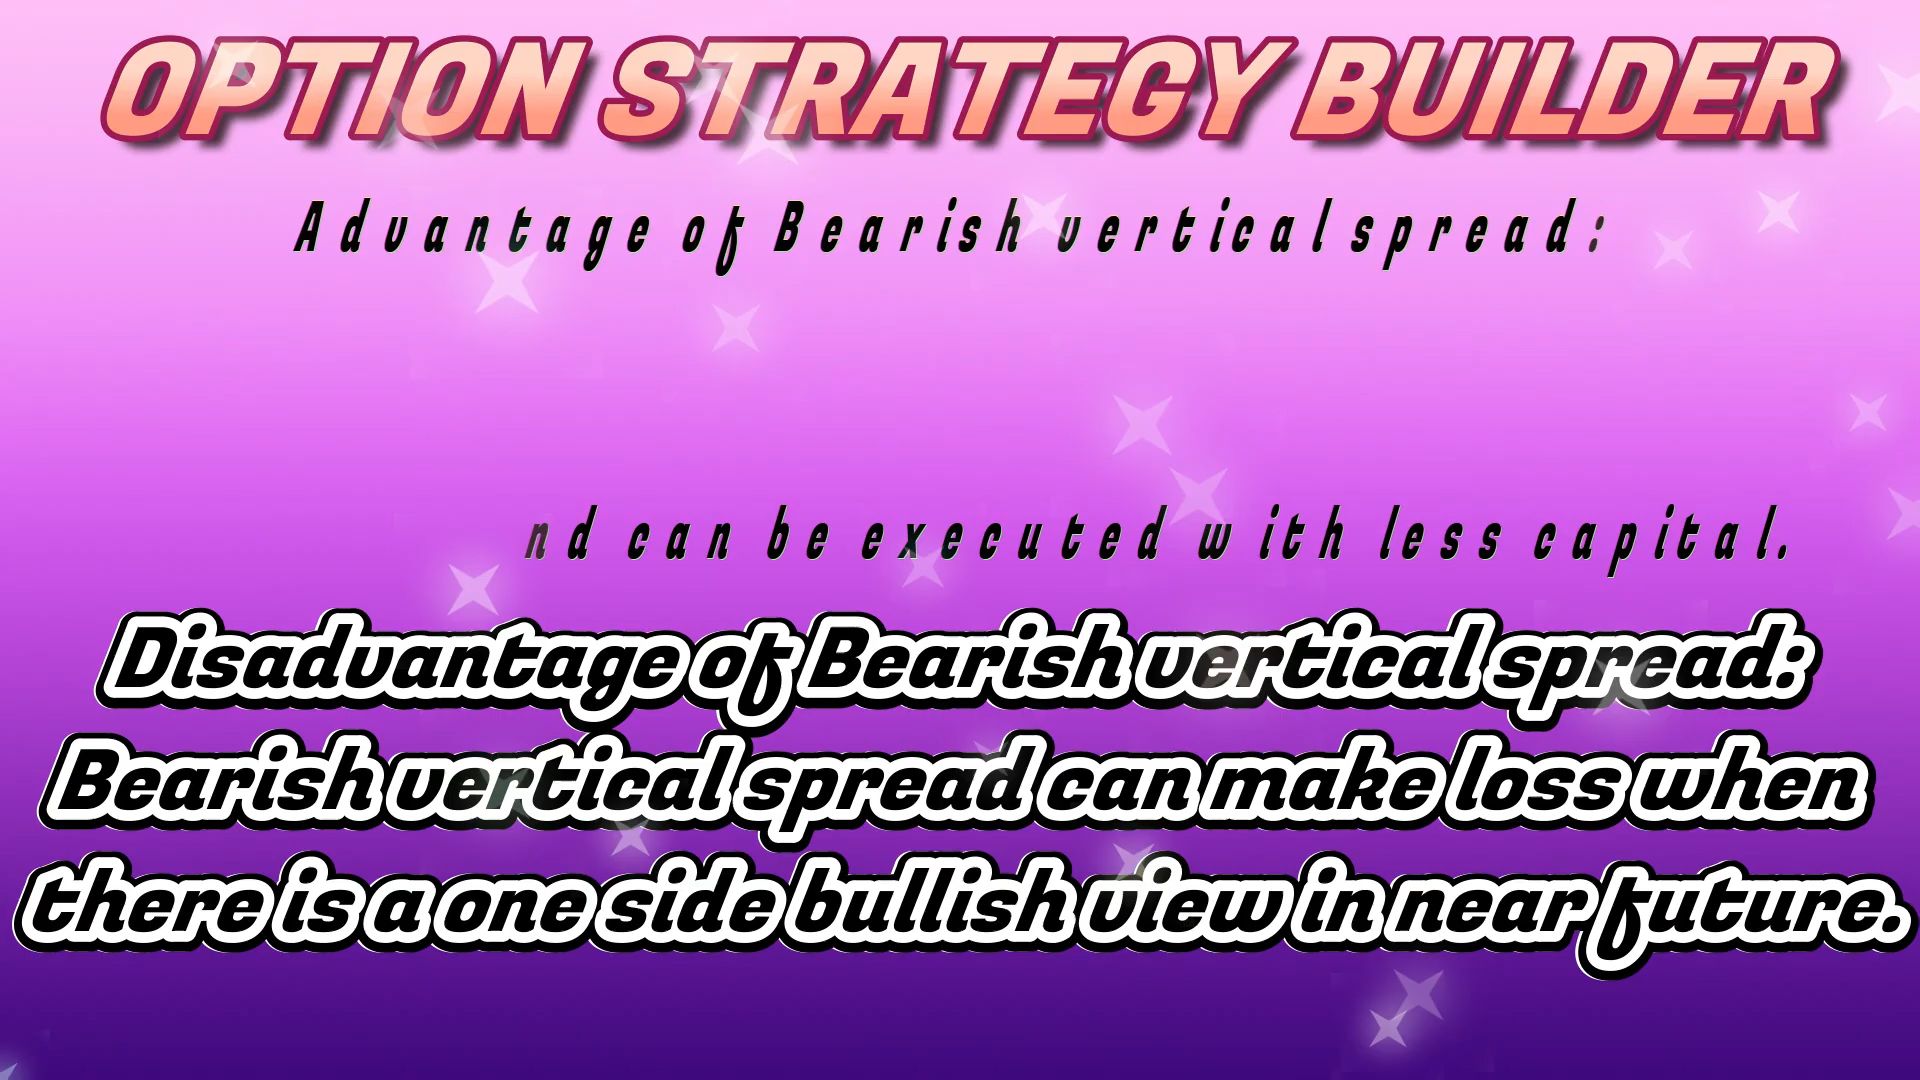 OPTION STRATEGY BUILDER
Advantage of Bearish vertical spread:
nd can be executed with less capital.
Disadvantage of Bearish vertical spread:
Bearish vertical spread can make loss when
there is a one side bullish view in near future.